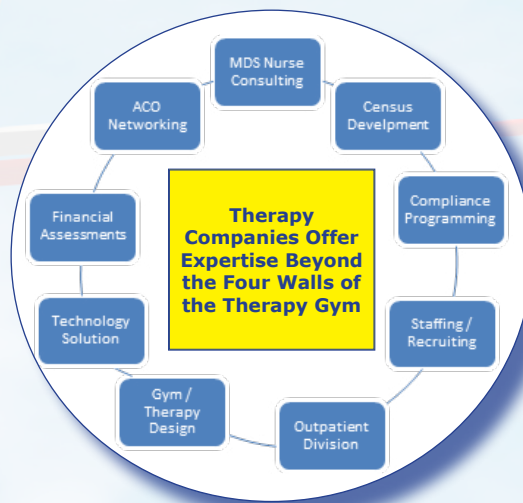 MDS Nurse
Consulting
Census
Develpment
Compliance
Programming
Staffing /
Recruiting
Outpatient
Division
Gym /
Therapy
Design
Technology
Solution
Financial
Assessments
ACO
Networking
Therapy
Companies Offer
Expertise Beyond
the Four Walls of
the Therapy Gym